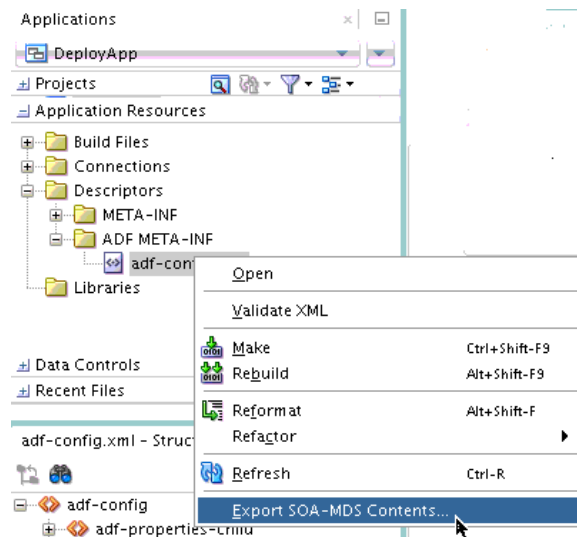 Applications
DeployApp
Projects
Application Resources
Build Files
Connections
Descriptors
META-INF
ADF META-INF
adf-con
Libraries
Open
Validate XML
Make Ctrl+Shift-F9
Rebuild Alt+Shift-F9
Reformat Alt+Shift-F
Refactor
Refresh Ctrl-R
Export SOA-MDS Contents...
Data Controls
Recent Files
adf-config.xml - Struc
adf-config
adf-properties-child